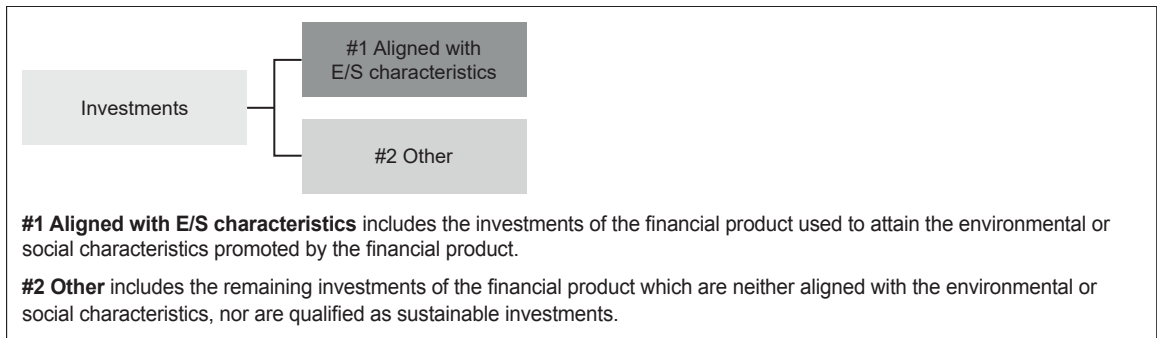 #1 Aligned with
E/S characteristics
Investments
#2 Other
#1 Aligned with E/S characteristics includes the investments of the financial product used to attain the environmental or
social characteristics promoted by the financial product.
#2 Other includes the remaining investments of the financial product which are neither aligned with the environmental or
social characteristics, nor are qualified as sustainable investments.